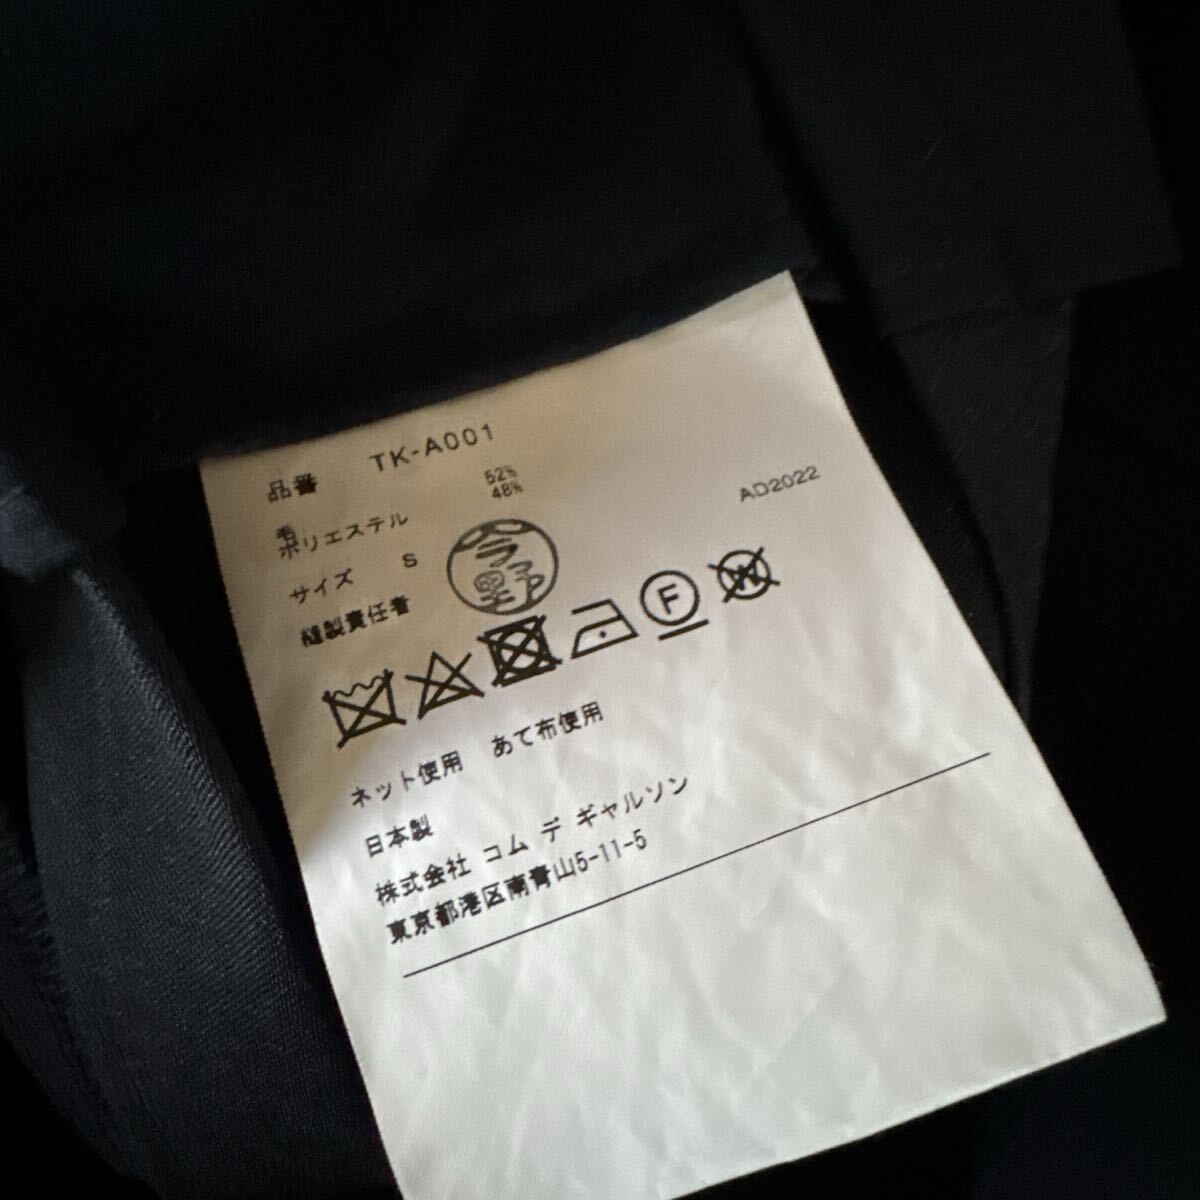 品番 TK-A001
毛 52%
ポリエステル 48%
AD2022
サイズ S
縫製責任者 今野
F W
ネット使用 あて布使用
日本製
株式会社 コム デ ギャルソン
東京都港区南青山5-11-5